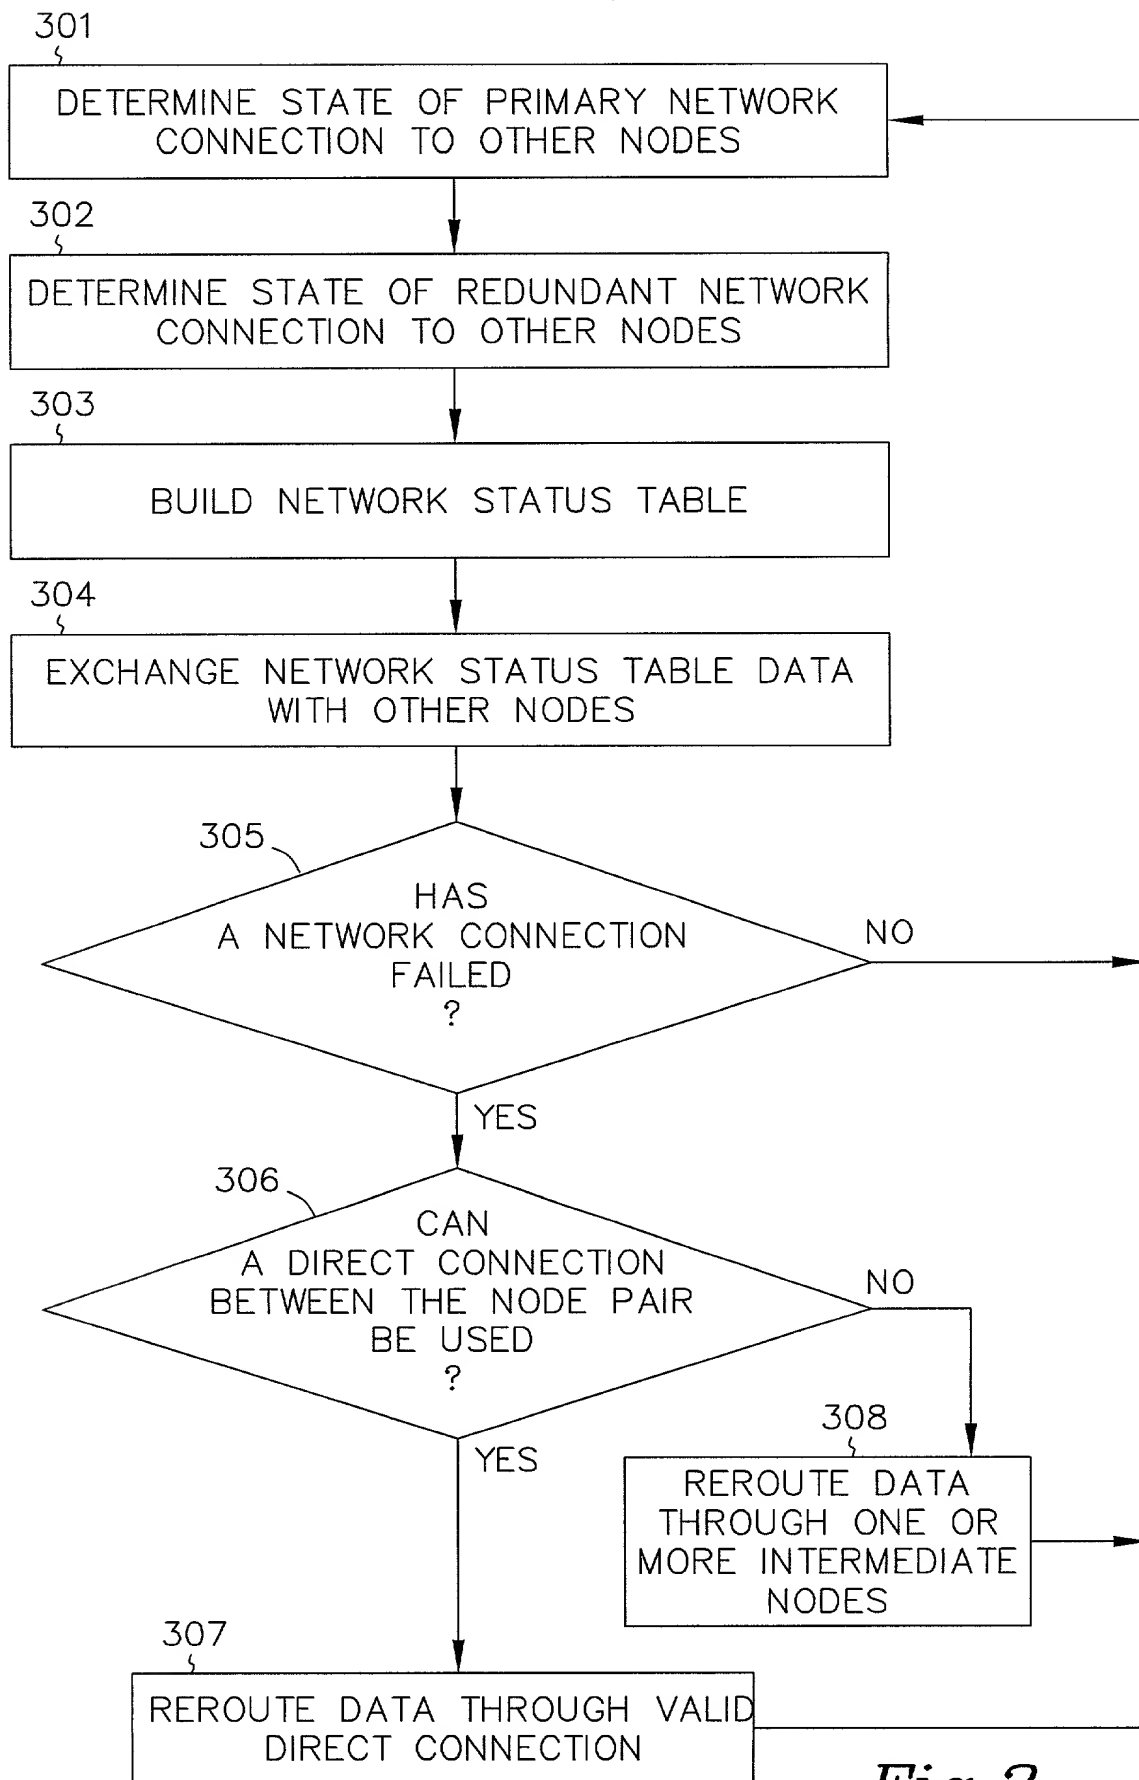 301
DETERMINE STATE OF PRIMARY NETWORK
CONNECTION TO OTHER NODES
302
DETERMINE STATE OF REDUNDANT NETWORK
CONNECTION TO OTHER NODES
303
BUILD NETWORK STATUS TABLE
304
EXCHANGE NETWORK STATUS TABLE DATA
WITH OTHER NODES
305
HAS
A NETWORK CONNECTION
FAILED
?
NO
YES
306
CAN
A DIRECT CONNECTION
BETWEEN THE NODE PAIR
BE USED
?
NO
YES
308
REROUTE DATA
THROUGH ONE OR
MORE INTERMEDIATE
NODES
307
REROUTE DATA THROUGH VALID
DIRECT CONNECTION